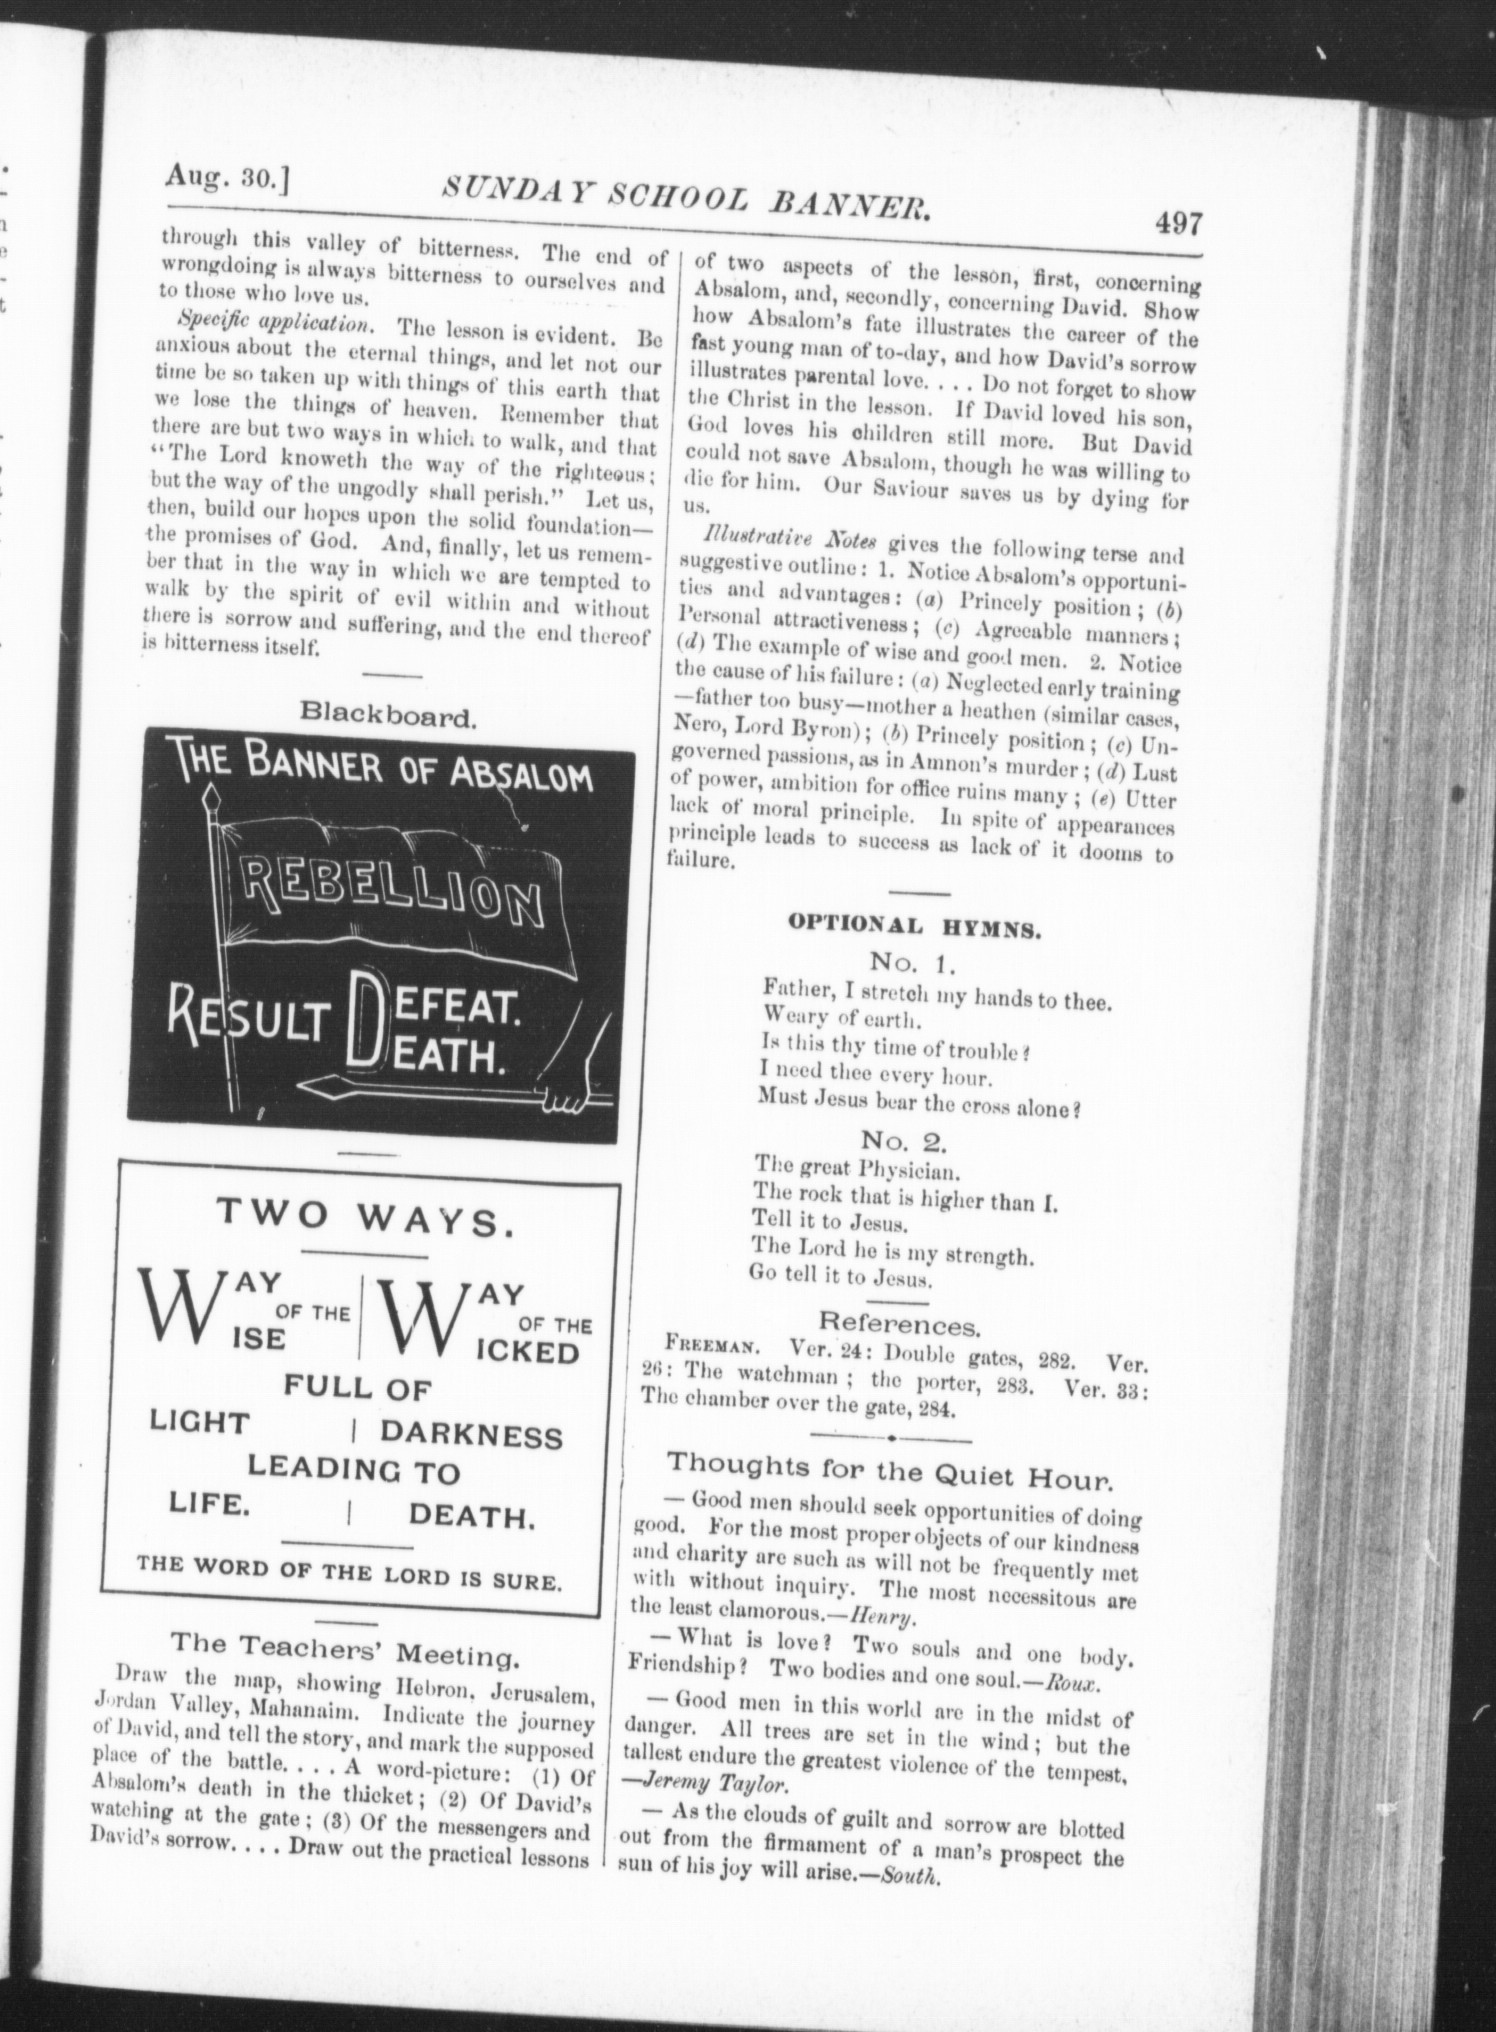 Aug. 30.]
SUNDAY SCHOOL BANNER.
497
through this valley of bitterness. The end of
wrongdoing is always bitterness to ourselves and
to those who love us.
Specific application. The lesson is evident. Be
anxious about the eternal things, and let not our
time be so taken up with things of this earth that
we lose the things of heaven. Remember that
there are but two ways in which to walk, and that
“The Lord knoweth the way of the righteous;
but the way of the ungodly shall perish.” Let us,
then, build our hopes upon the solid foundation—
the promises of God. And, finally, let us remem-
ber that in the way in which we are tempted to
walk by the spirit of evil within and without
there is sorrow and suffering, and the end thereof
is bitterness itself.
Blackboard.
THE BANNER OF ABSALOM
REBELLION
RESULT DEFEAT.
DEATH.
TWO WAYS.
WAY OF THE WISE | WAY OF THE WICKED
FULL OF
LIGHT | DARKNESS
LEADING TO
LIFE. | DEATH.
THE WORD OF THE LORD IS SURE.
The Teachers' Meeting.
Draw the map, showing Hebron, Jerusalem,
Jordan Valley, Mahanaim. Indicate the journey
of David, and tell the story, and mark the supposed
place of the battle. . . . A word-picture: (1) Of
Absalom's death in the thicket; (2) Of David's
watching at the gate; (3) Of the messengers and
David's sorrow. . . . Draw out the practical lessons
of two aspects of the lesson, first, concerning
Absalom, and, secondly, concerning David. Show
how Absalom's fate illustrates the career of the
fast young man of to-day, and how David's sorrow
illustrates parental love. . . . Do not forget to show
the Christ in the lesson. If David loved his son,
God loves his children still more. But David
could not save Absalom, though he was willing to
die for him. Our Saviour saves us by dying for
us.
Illustrative Notes gives the following terse and
suggestive outline: 1. Notice Absalom's opportuni-
ties and advantages: (a) Princely position; (b)
Personal attractiveness; (c) Agreeable manners;
(d) The example of wise and good men. 2. Notice
the cause of his failure: (a) Neglected early training
—father too busy—mother a heathen (similar cases,
Nero, Lord Byron); (b) Princely position; (c) Un-
governed passions, as in Amnon's murder; (d) Lust
of power, ambition for office ruins many; (e) Utter
lack of moral principle. In spite of appearances
principle leads to success as lack of it dooms to
failure.
OPTIONAL HYMNS.
No. 1.
Father, I stretch my hands to thee.
Weary of earth.
Is this thy time of trouble?
I need thee every hour.
Must Jesus bear the cross alone?
No. 2.
The great Physician.
The rock that is higher than I.
Tell it to Jesus.
The Lord he is my strength.
Go tell it to Jesus.
References.
FREEMAN. Ver. 24: Double gates, 282. Ver.
26: The watchman; the porter, 283. Ver. 33:
The chamber over the gate, 284.
Thoughts for the Quiet Hour.
— Good men should seek opportunities of doing
good. For the most proper objects of our kindness
and charity are such as will not be frequently met
with without inquiry. The most necessitous are
the least clamorous.—Henry.
— What is love? Two souls and one body.
Friendship? Two bodies and one soul.—Roux.
— Good men in this world are in the midst of
danger. All trees are set in the wind; but the
tallest endure the greatest violence of the tempest.
—Jeremy Taylor.
— As the clouds of guilt and sorrow are blotted
out from the firmament of a man's prospect the
sun of his joy will arise.—South.